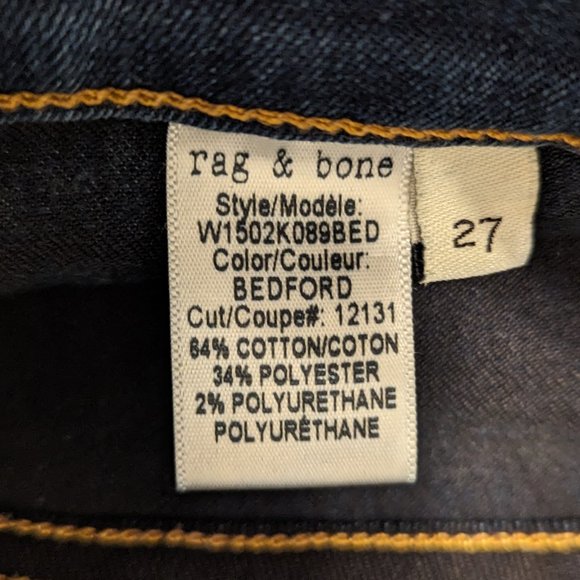 rag & bone
Style/Modèle:
W1502K089BED
Color/Couleur:
BEDFORD
Cut/Coupe#: 12131
64% COTTON/COTON
34% POLYESTER
2% POLYURETHANE
POLYURÉTHANE
27